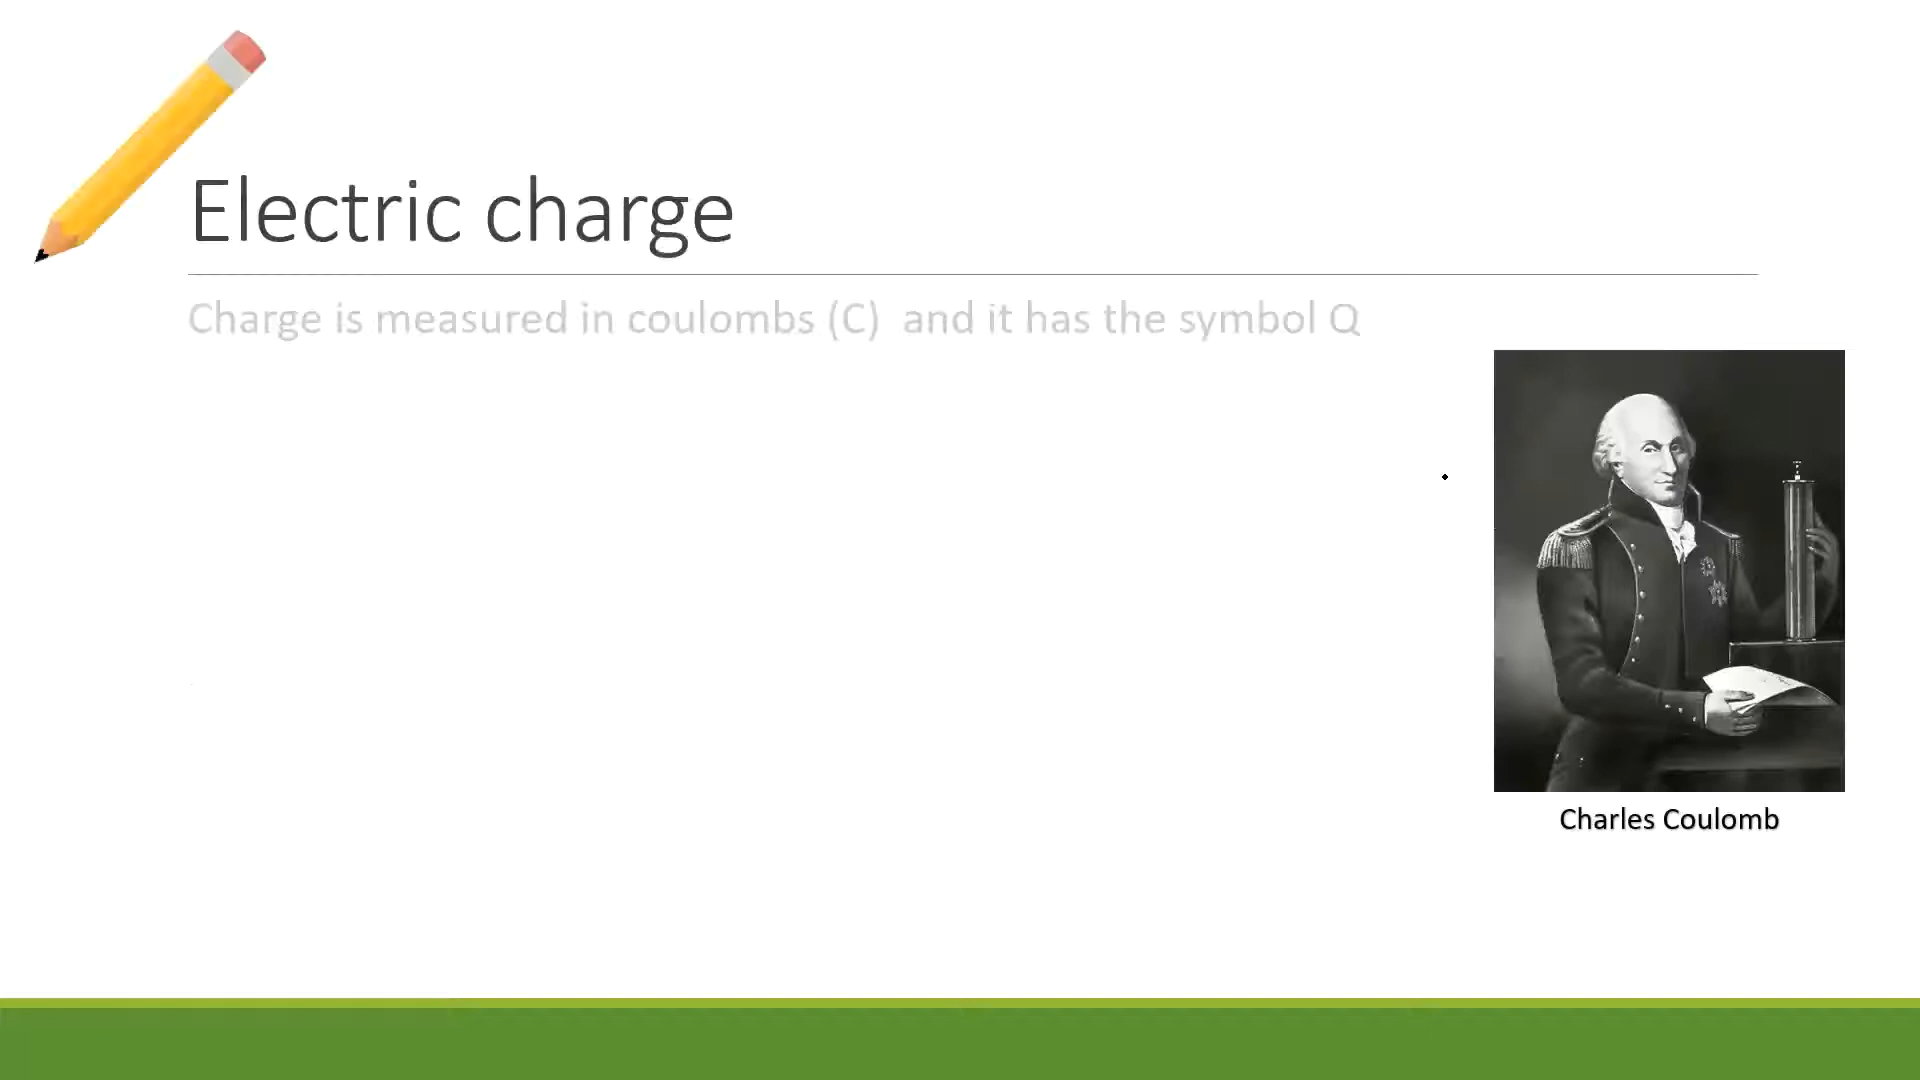 Electric charge
Charge is measured in coulombs (C)  and it has the symbol Q
Charles Coulomb